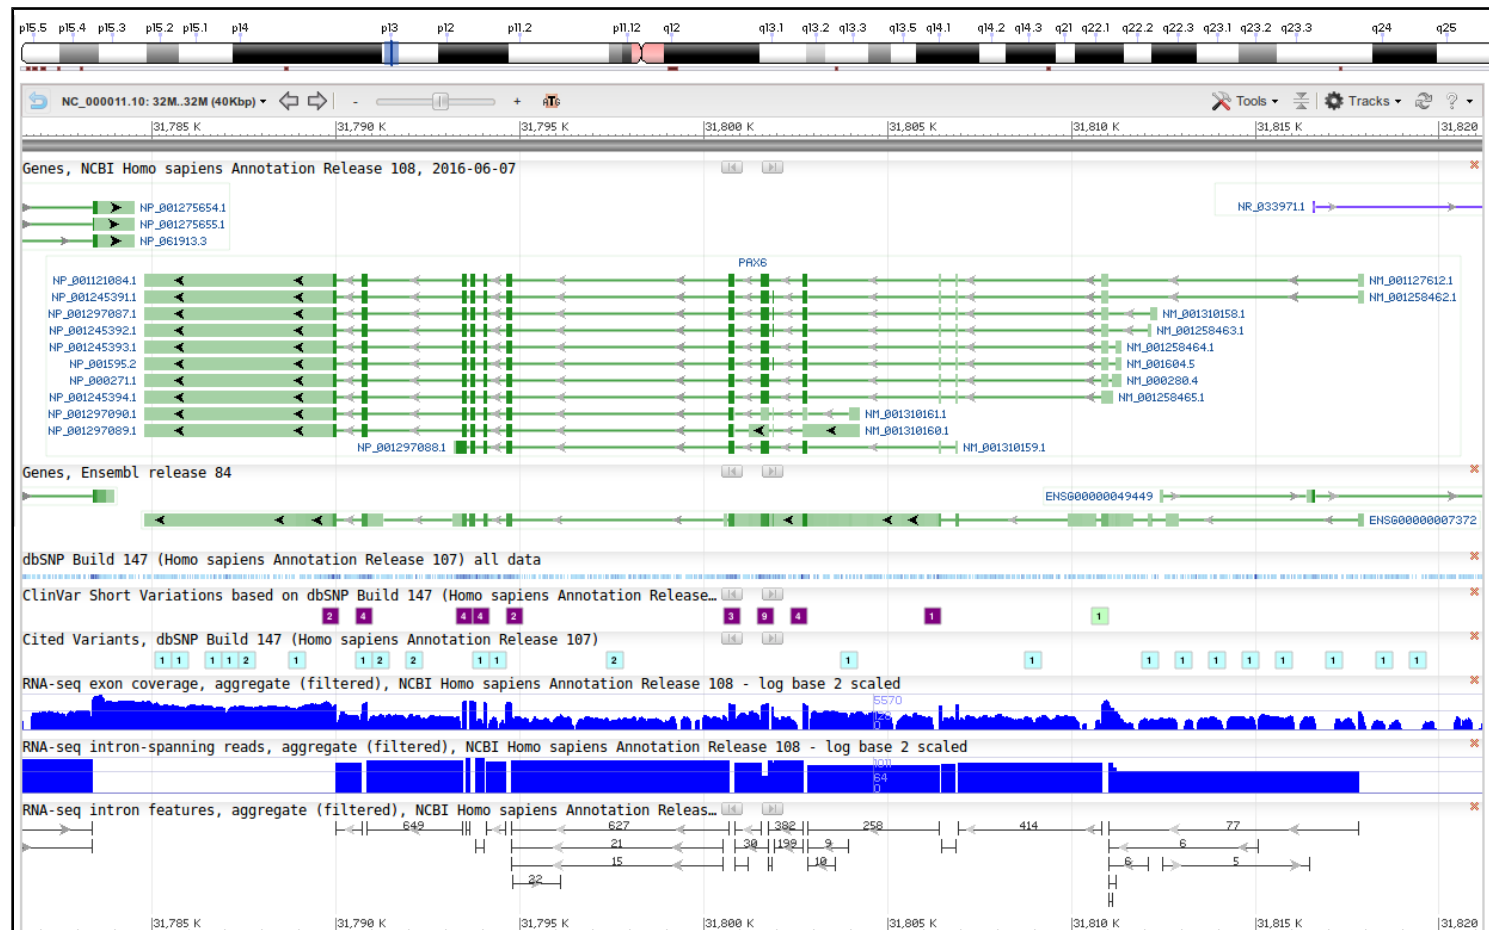 p15.5 p15.4 p15.3 p15.2 p15.1 p14 p13 p12 p11.2 p11.12 q12 q13.1 q13.2 q13.3 q13.5 q14.1 q14.2 q14.3 q21 q22.1 q22.2 q22.3 q23.1 q23.2 q23.3 q24 q25
NC_000011.10: 32M..32M (40Kbp) - + ATG Tools Tracks ?
31,785 K 31,790 K 31,795 K 31,800 K 31,805 K 31,810 K 31,815 K 31,820
Genes, NCBI Homo sapiens Annotation Release 108, 2016-06-07
NP_001275654.1 NR_033971.1
NP_001275655.1
NP_061913.3
PAX6
NP_001121084.1 NM_001127612.1
NP_001245391.1 NM_001258462.1
NP_001297087.1 NM_001310158.1
NP_001245392.1 NM_001258463.1
NP_001245393.1 NM_001258464.1
NP_001595.2 NM_001604.5
NP_000271.1 NM_000280.4
NP_001245394.1 NM_001258465.1
NP_001297090.1 NM_001310161.1
NP_001297089.1 NM_001310160.1
NP_001297088.1 NM_001310159.1
Genes, Ensembl release 84
ENSG00000049449
ENSG00000007372
dbSNP Build 147 (Homo sapiens Annotation Release 107) all data
ClinVar Short Variations based on dbSNP Build 147 (Homo sapiens Annotation Release…
2 4 4 4 2 3 9 4 1 1
Cited Variants, dbSNP Build 147 (Homo sapiens Annotation Release 107)
1 1 1 1 2 1 1 2 2 1 1 2 1 1 1 1 1 1 1 1 1 1
RNA-seq exon coverage, aggregate (filtered), NCBI Homo sapiens Annotation Release 108 - log base 2 scaled
5570
128
0
RNA-seq intron-spanning reads, aggregate (filtered), NCBI Homo sapiens Annotation Release 108 - log base 2 scaled
1011
64
0
RNA-seq intron features, aggregate (filtered), NCBI Homo sapiens Annotation Releas…
649 627 382 258 414 77
21 30 199 9 6
15 10 6 5
22
31,785 K 31,790 K 31,795 K 31,800 K 31,805 K 31,810 K 31,815 K 31,820